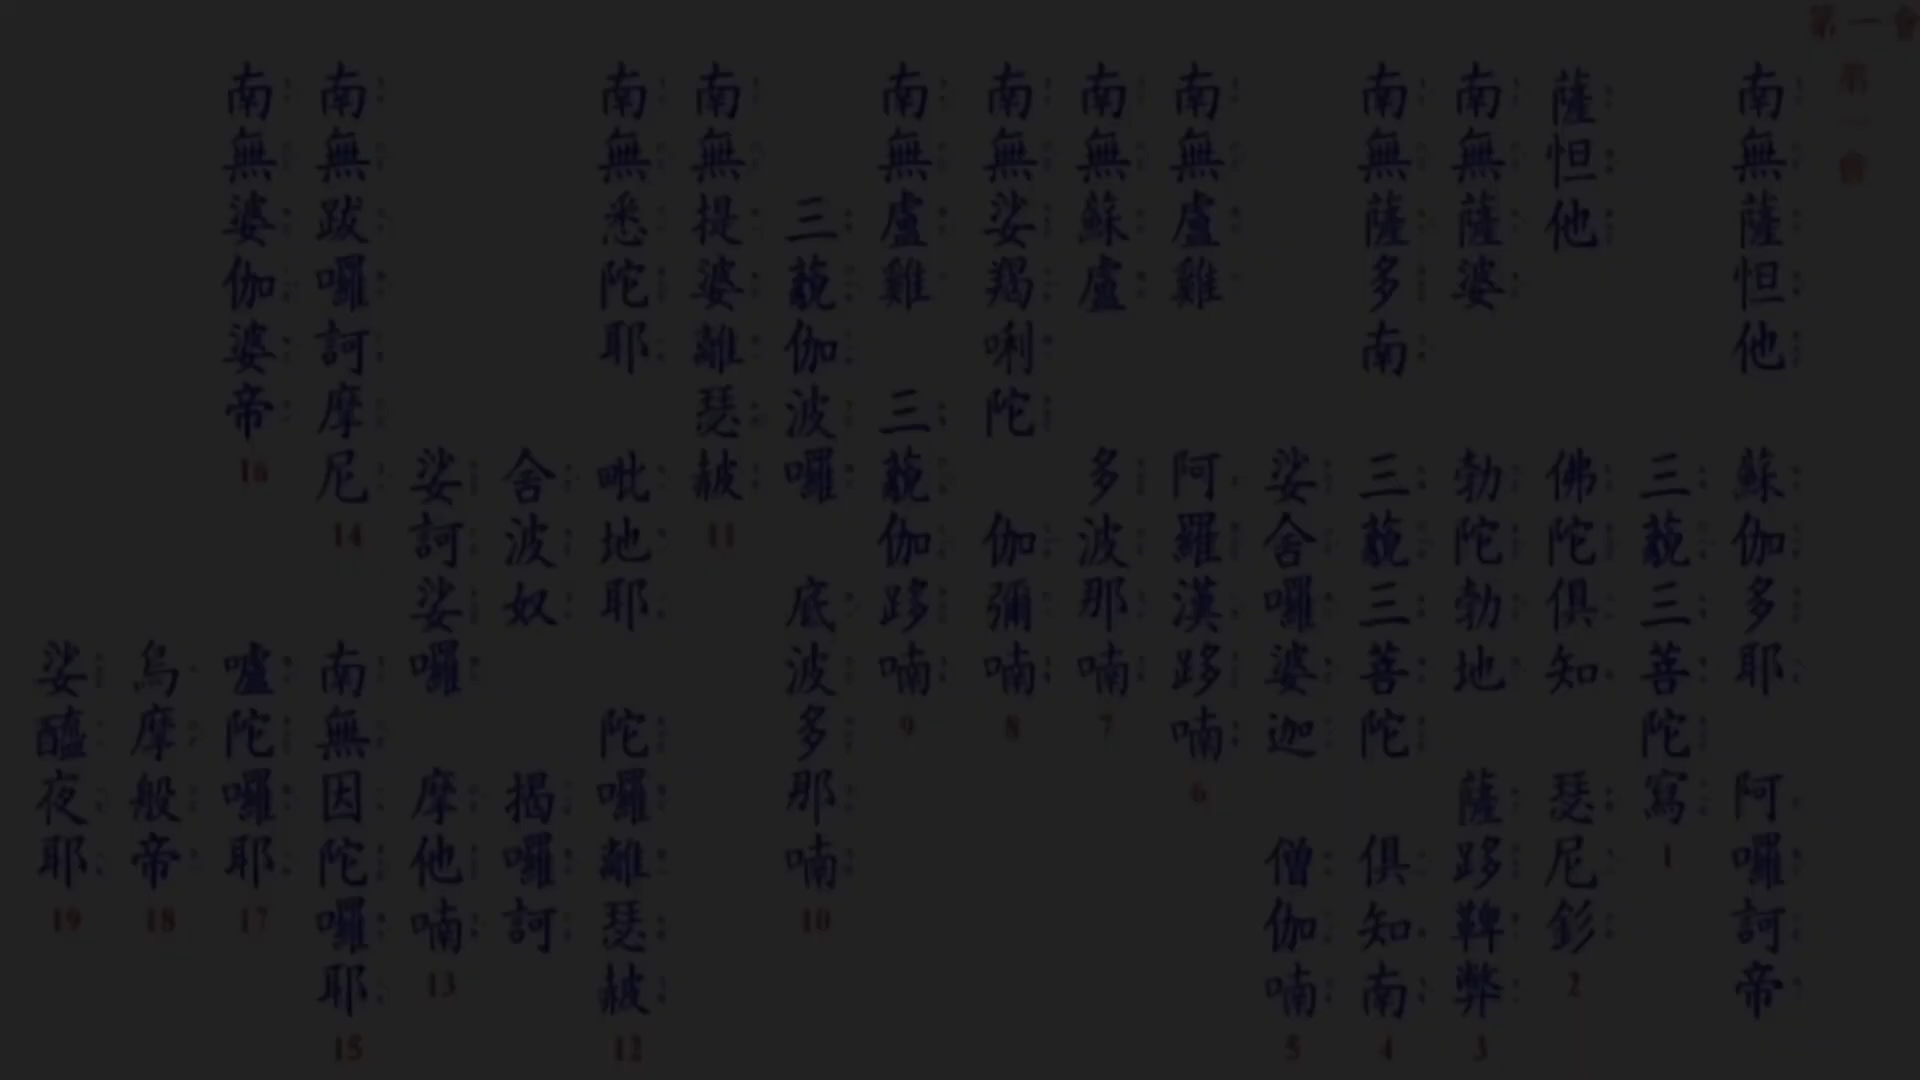 第一會
第一會
南無薩怛他 蘇伽多耶 阿囉訶帝
三藐三菩陀寫 1
薩怛他 佛陀俱知 瑟尼釤 2
南無薩婆 勃陀勃地 薩跢鞞弊 3
南無薩多南 三藐三菩陀 俱知南 4
娑舍囉婆迦 僧伽喃 5
南無盧雞 阿羅漢跢喃 6
南無蘇盧 多波那喃 7
南無娑羯唎陀 伽彌喃 8
南無盧雞 三藐伽跢喃 9
三藐伽波囉 底波多那喃 10
南無提婆離瑟赧 11
南無悉陀耶 毗地耶 陀囉離瑟赧 12
舍波奴 揭囉訶
娑訶娑囉 摩他喃 13
南無跋囉訶摩尼 14 南無因陀囉耶 15
南無婆伽婆帝 16 嚧陀囉耶 17
烏摩般帝 18
娑醯夜耶 19